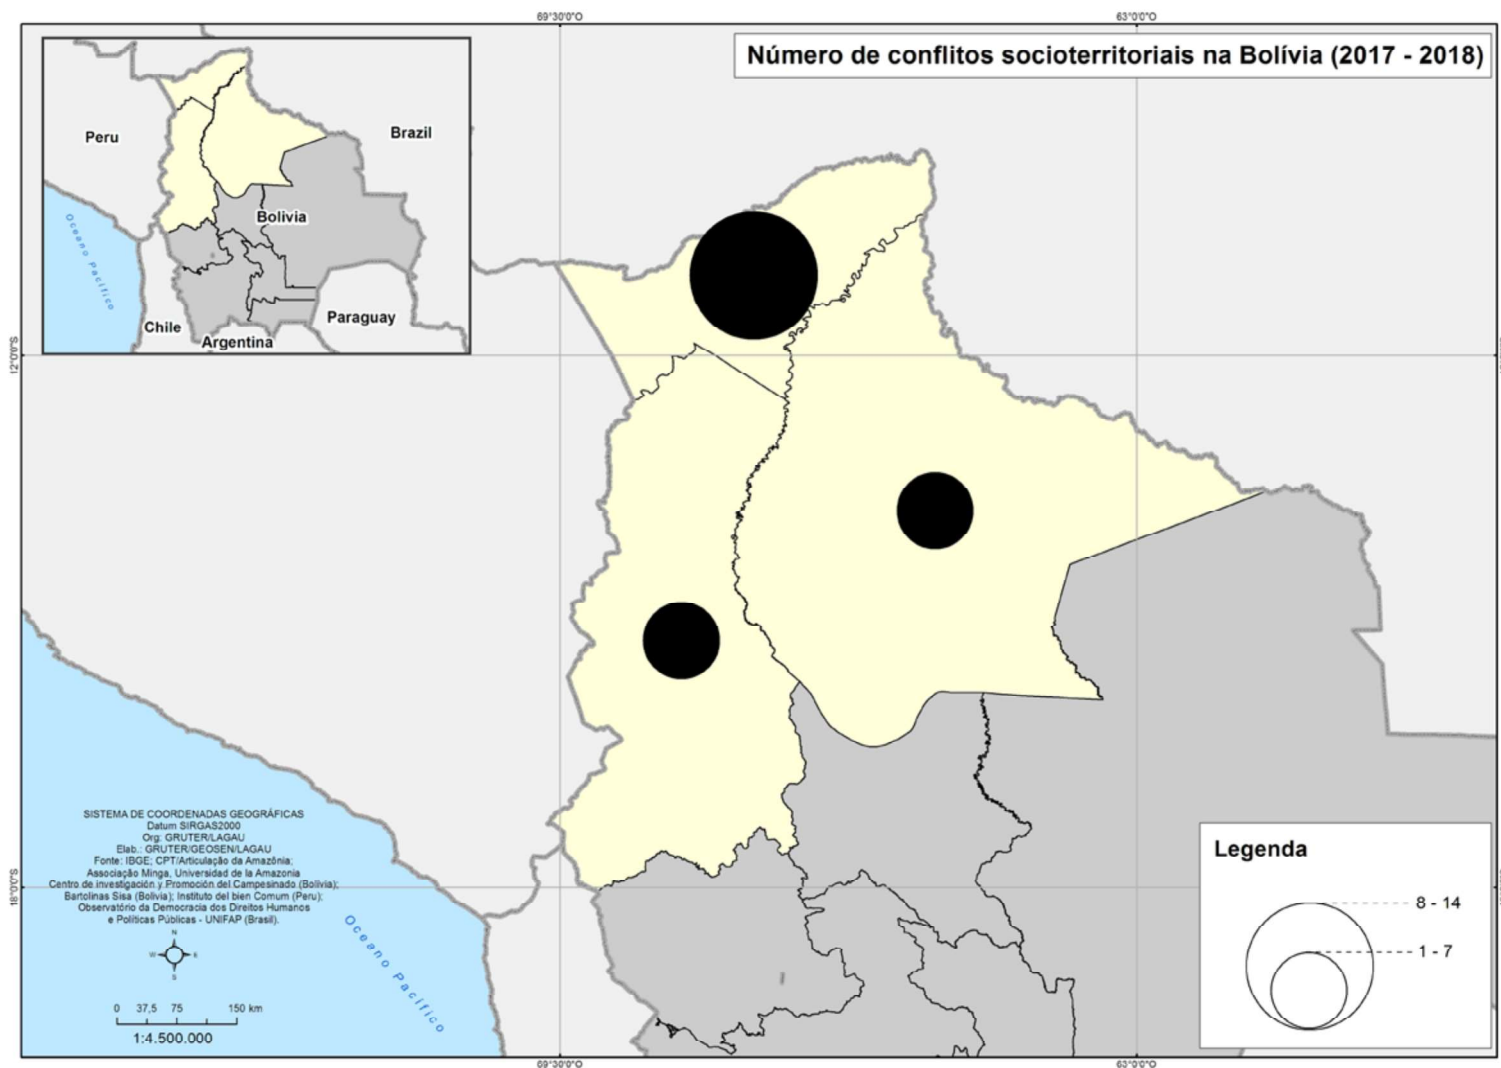 69°30'0"O
63°0'0"O
Número de conflitos socioterritoriais na Bolívia (2017 - 2018)
Peru
Brazil
Bolivia
Oceano Pacífico
Chile
Argentina
Paraguay
12°0'0"S
18°0'0"S
SISTEMA DE COORDENADAS GEOGRÁFICAS
Datum SIRGAS2000
Org: GRUTER/LAGAU
Elab.: GRUTER/GEOSEN/LAGAU
Fonte: IBGE; CPT/Articulação da Amazônia;
Associação Minga, Universidad de la Amazonia
Centro de investigación y Promoción del Campesinado (Bolívia);
Bartolinas Sisa (Bolívia); Instituto del bien Comum (Peru);
Observatório da Democracia dos Direitos Humanos
e Políticas Públicas - UNIFAP (Brasil).
N
W
E
S
0 37,5 75 150 km
1:4.500.000
Oceano Pacífico
Legenda
8 - 14
1 - 7
69°30'0"O
63°0'0"O